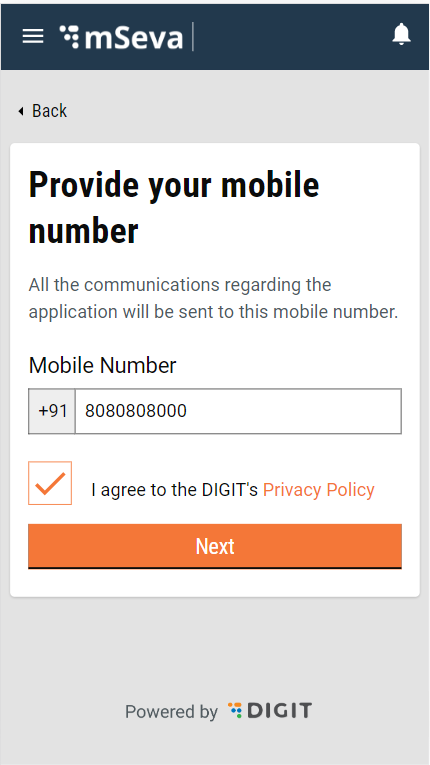 mSeva
Back
Provide your mobile
number
All the communications regarding the
application will be sent to this mobile number.
Mobile Number
+91 8080808000
I agree to the DIGIT's Privacy Policy
Next
Powered by DIGIT